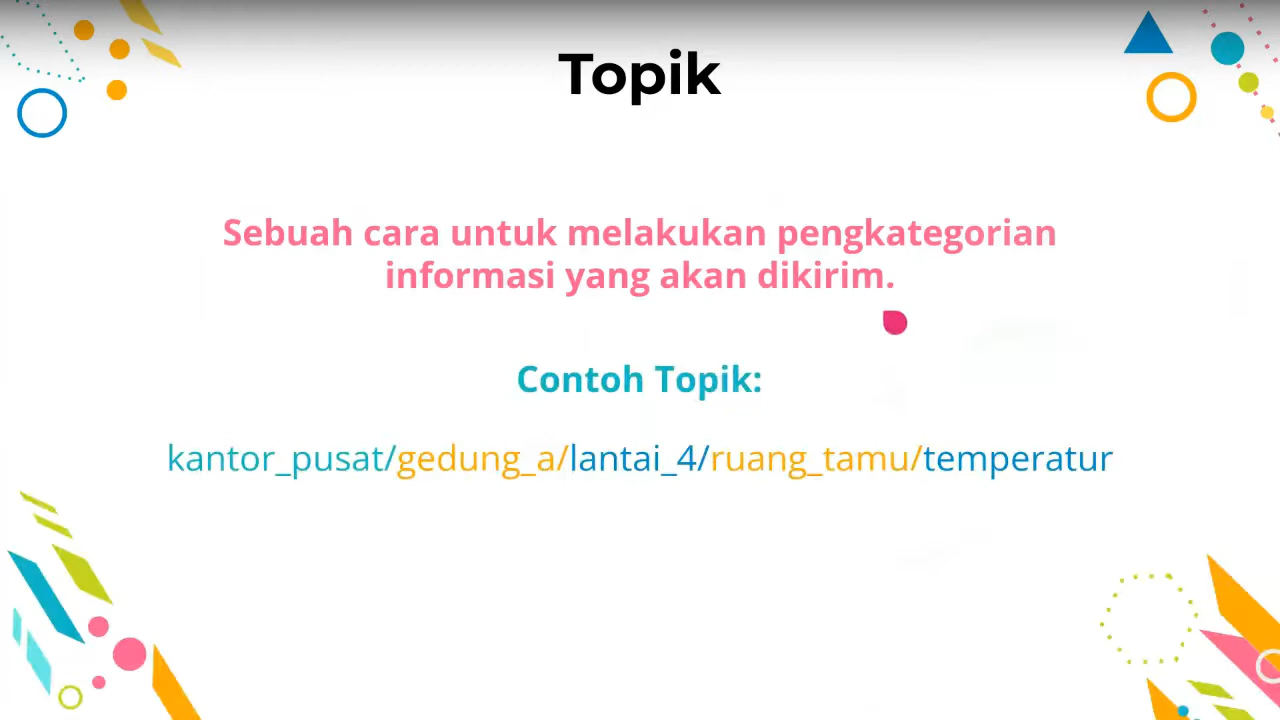 Topik
Sebuah cara untuk melakukan pengkategorian
informasi yang akan dikirim.
Contoh Topik:
kantor_pusat/gedung_a/lantai_4/ruang_tamu/temperatur